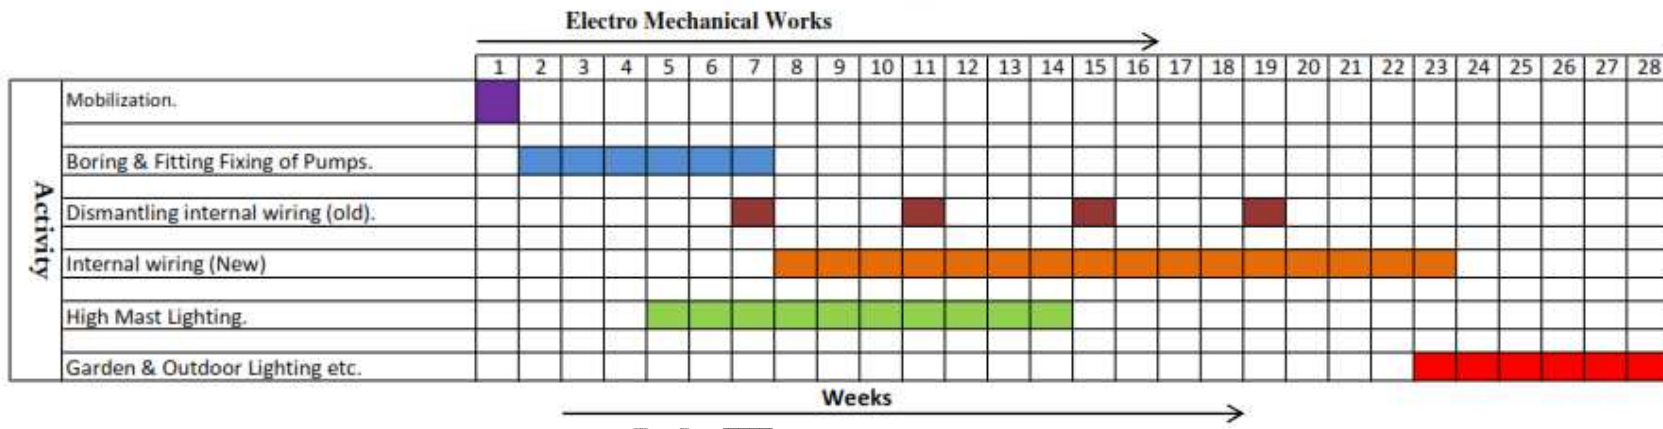 Electro Mechanical Works
1 2 3 4 5 6 7 8 9 10 11 12 13 14 15 16 17 18 19 20 21 22 23 24 25 26 27 28
Activity
Mobilization.
Boring & Fitting Fixing of Pumps.
Dismantling internal wiring (old).
Internal wiring (New)
High Mast Lighting.
Garden & Outdoor Lighting etc.
Weeks